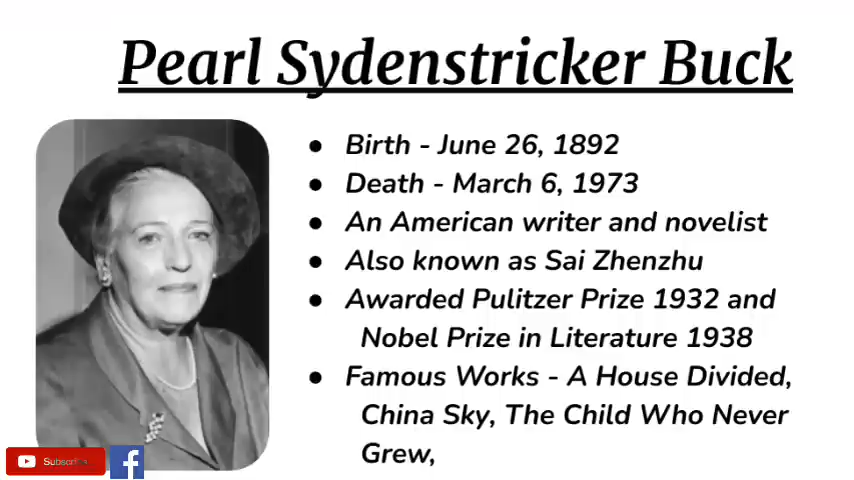 Pearl Sydenstricker Buck
● Birth - June 26, 1892
● Death - March 6, 1973
● An American writer and novelist
● Also known as Sai Zhenzhu
● Awarded Pulitzer Prize 1932 and
Nobel Prize in Literature 1938
● Famous Works - A House Divided,
China Sky, The Child Who Never
Grew,